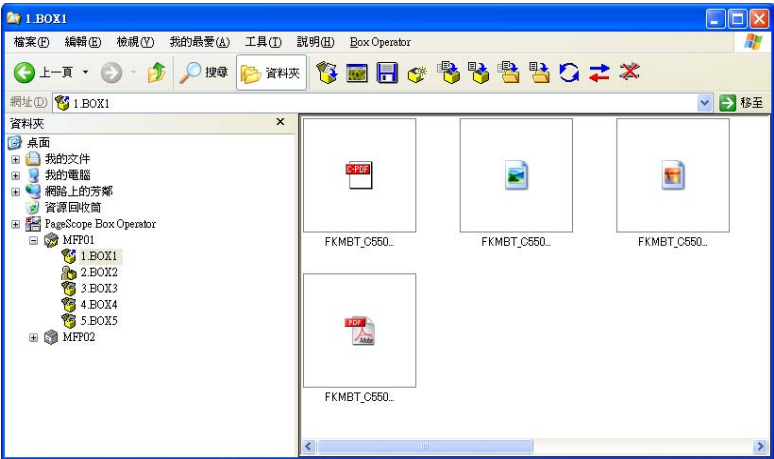 1.BOX1
檔案(F) 編輯(E) 檢視(V) 我的最愛(A) 工具(T) 說明(H) Box Operator
上一頁 搜尋 資料夾
網址(D) 1.BOX1 移至
資料夾 ×
桌面
我的文件
我的電腦
網路上的芳鄰
資源回收筒
PageScope Box Operator
MFP01
1.BOX1
2.BOX2
3.BOX3
4.BOX4
5.BOX5
MFP02
C-PDF
FKMBT_C550... FKMBT_C550... FKMBT_C550...
PDF
Adobe
FKMBT_C550...